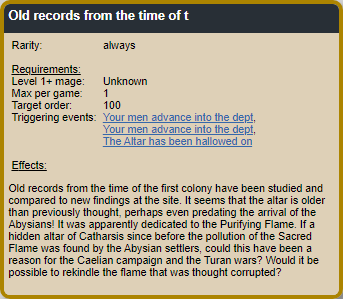 Old records from the time of t
Rarity: always
Requirements:
Level 1+ mage: Unknown
Max per game: 1
Target order: 100
Triggering events: Your men advance into the dept,
Your men advance into the dept,
The Altar has been hallowed on
Effects:
Old records from the time of the first colony have been studied and
compared to new findings at the site. It seems that the altar is older
than previously thought, perhaps even predating the arrival of the
Abysians! It was apparently dedicated to the Purifying Flame. If a
hidden altar of Catharsis since before the pollution of the Sacred
Flame was found by the Abysian settlers, could this have been a
reason for the Caelian campaign and the Turan wars? Would it be
possible to rekindle the flame that was thought corrupted?